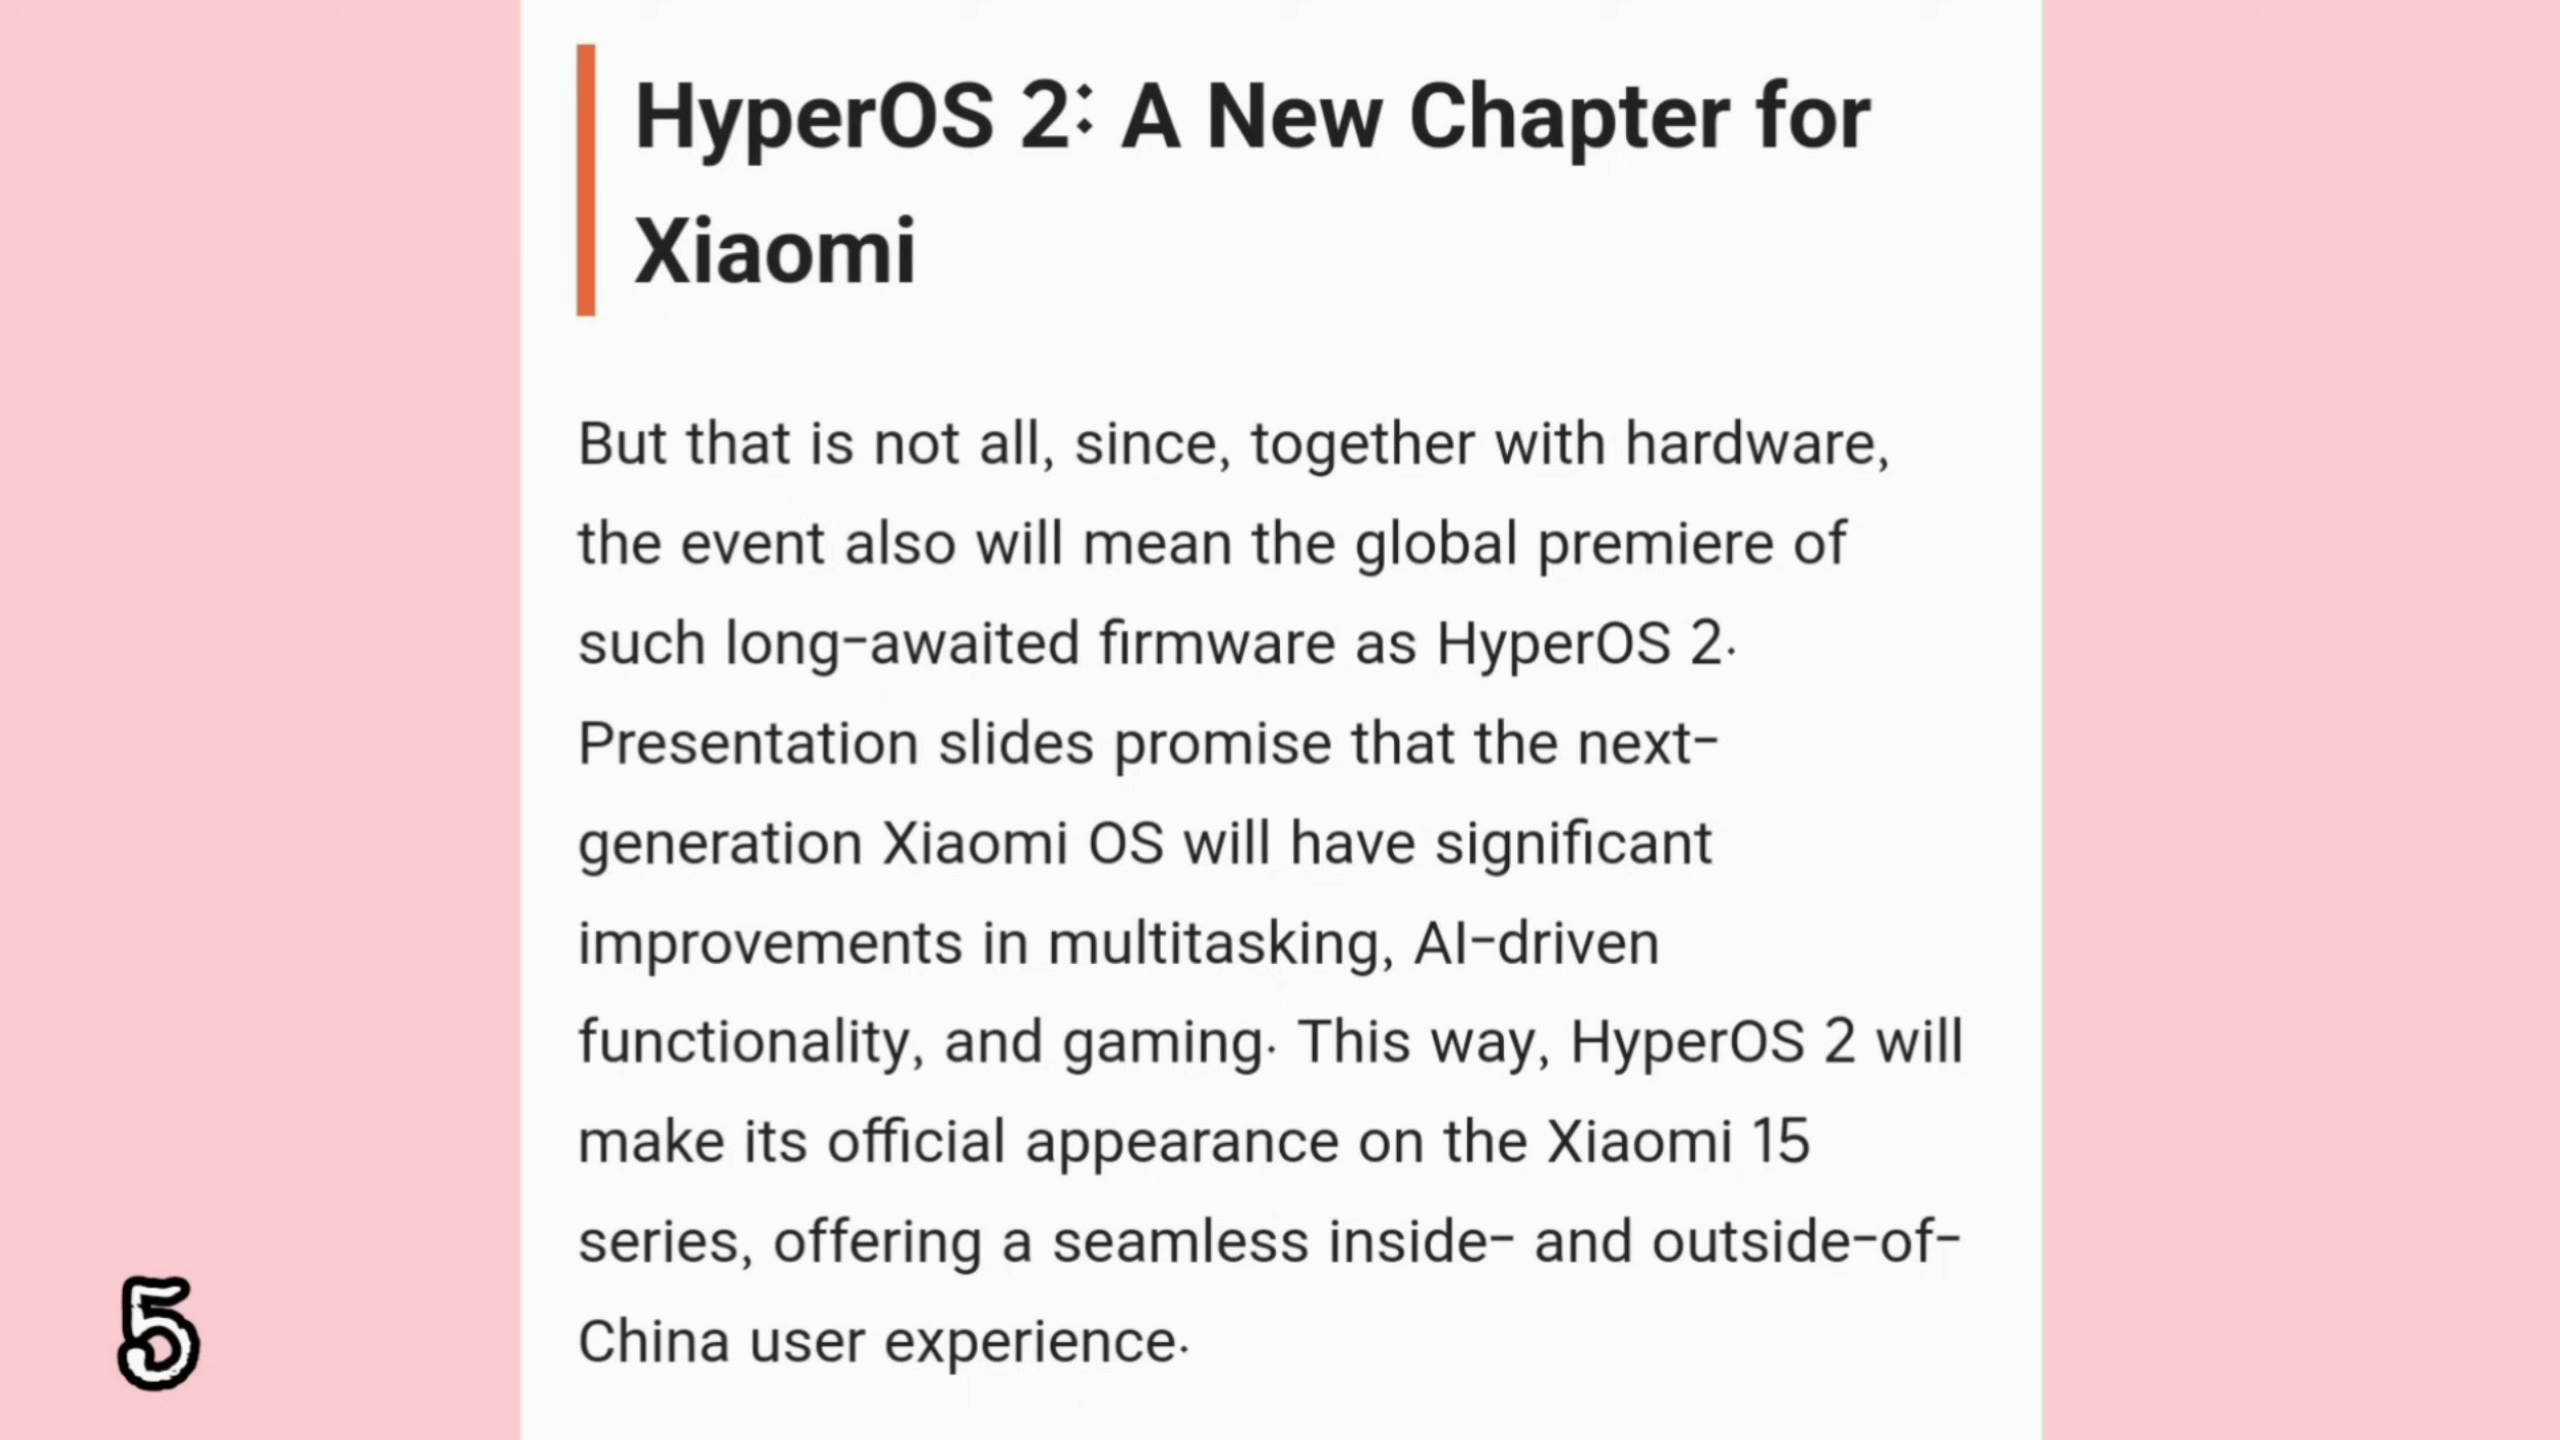 HyperOS 2: A New Chapter for
Xiaomi
But that is not all, since, together with hardware,
the event also will mean the global premiere of
such long-awaited firmware as HyperOS 2.
Presentation slides promise that the next-
generation Xiaomi OS will have significant
improvements in multitasking, AI-driven
functionality, and gaming. This way, HyperOS 2 will
make its official appearance on the Xiaomi 15
series, offering a seamless inside- and outside-of-
China user experience.
5